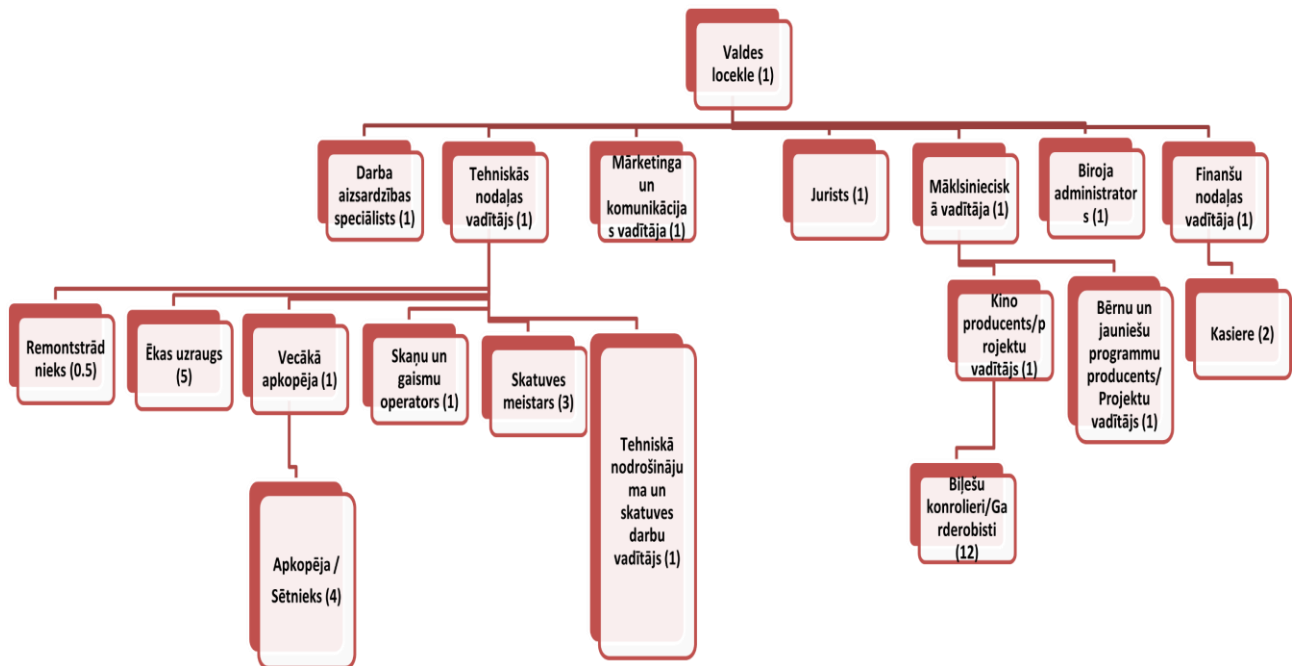 Valdes
locekle (1)
Darba
aizsardzības
speciālists (1)
Tehniskās
nodaļas
vadītājs (1)
Mārketinga
un
komunikācija
s vadītāja (1)
Jurists (1)
Māklsiniecisk
ā vadītāja (1)
Biroja
administrator
s (1)
Finanšu
nodaļas
vadītāja (1)
Remontstrād
nieks (0.5)
Ēkas uzraugs
(5)
Vecākā
apkopēja (1)
Skaņu un
gaismu
operators (1)
Skatuves
meistars (3)
Tehniskā
nodrošināju
ma un
skatuves
darbu
vadītājs (1)
Kino
producents/p
rojektu
vadītājs (1)
Bērnu un
jauniešu
programmu
producents/
Projektu
vadītājs (1)
Kasiere (2)
Apkopēja /
Sētnieks (4)
Biļešu
konrolieri/Ga
rderobisti
(12)